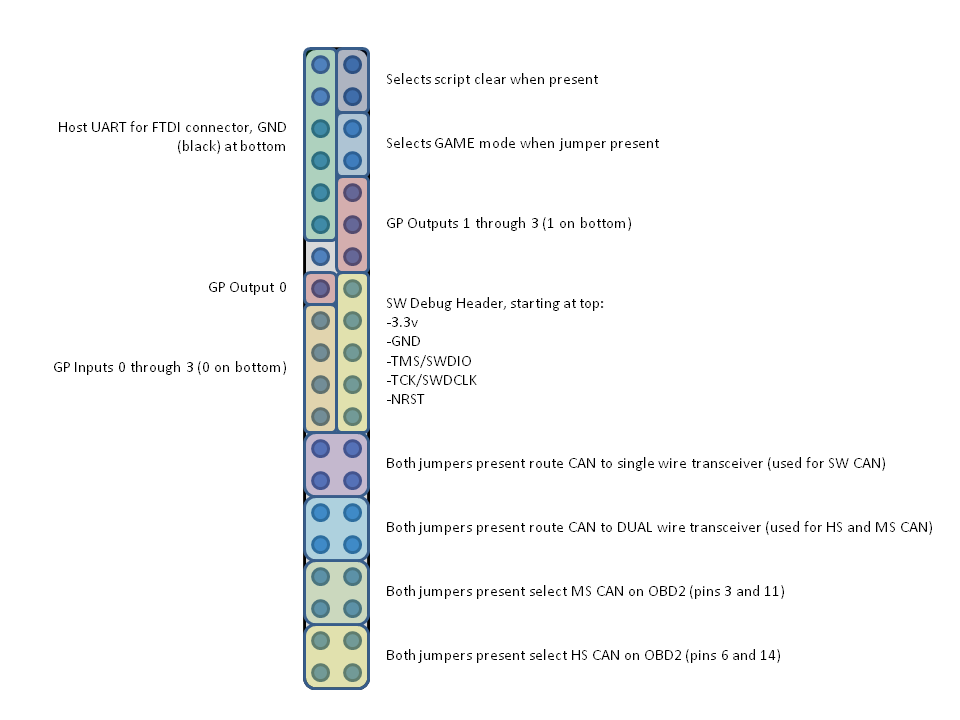 Selects script clear when present
Host UART for FTDI connector, GND
(black) at bottom
Selects GAME mode when jumper present
GP Outputs 1 through 3 (1 on bottom)
GP Output 0
SW Debug Header, starting at top:
-3.3v
-GND
-TMS/SWDIO
-TCK/SWDCLK
-NRST
GP Inputs 0 through 3 (0 on bottom)
Both jumpers present route CAN to single wire transceiver (used for SW CAN)
Both jumpers present route CAN to DUAL wire transceiver (used for HS and MS CAN)
Both jumpers present select MS CAN on OBD2 (pins 3 and 11)
Both jumpers present select HS CAN on OBD2 (pins 6 and 14)